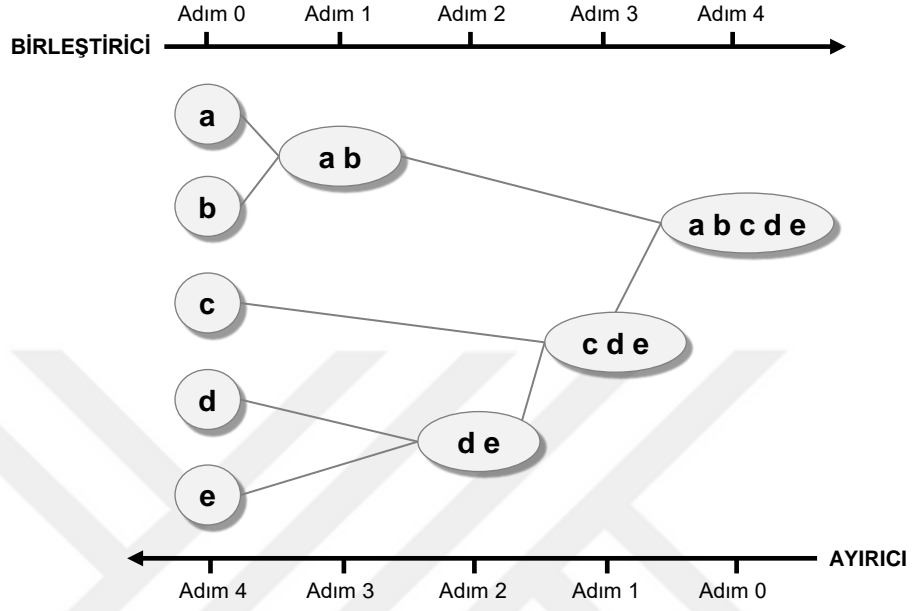 Adım 0 Adım 1 Adım 2 Adım 3 Adım 4
BİRLEŞTİRİCİ
a
a b
b
a b c d e
c
c d e
d
d e
e
AYIRICI
Adım 4 Adım 3 Adım 2 Adım 1 Adım 0